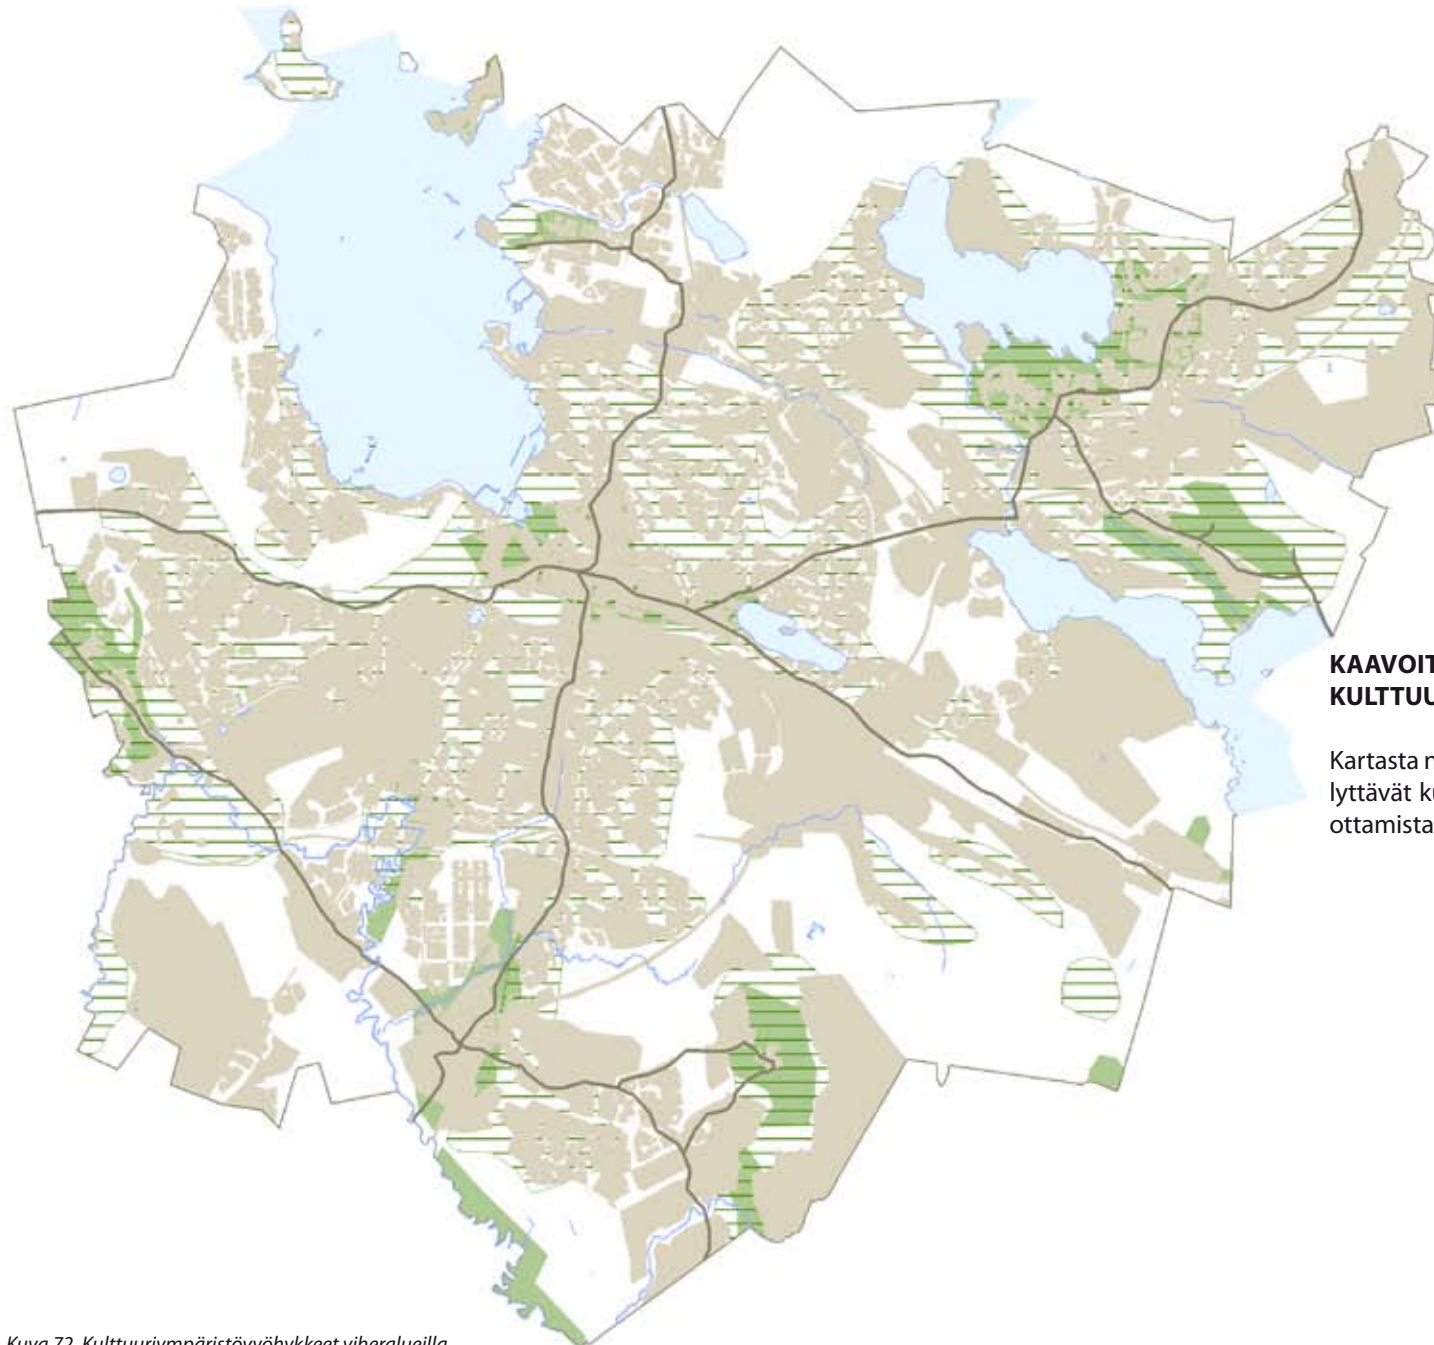 KAAVOIT
KULTTUU
Kartasta n
lyttävät ku
ottamista
Kuva 72. Kulttuuriympäristövyöhykkeet viheralueilla